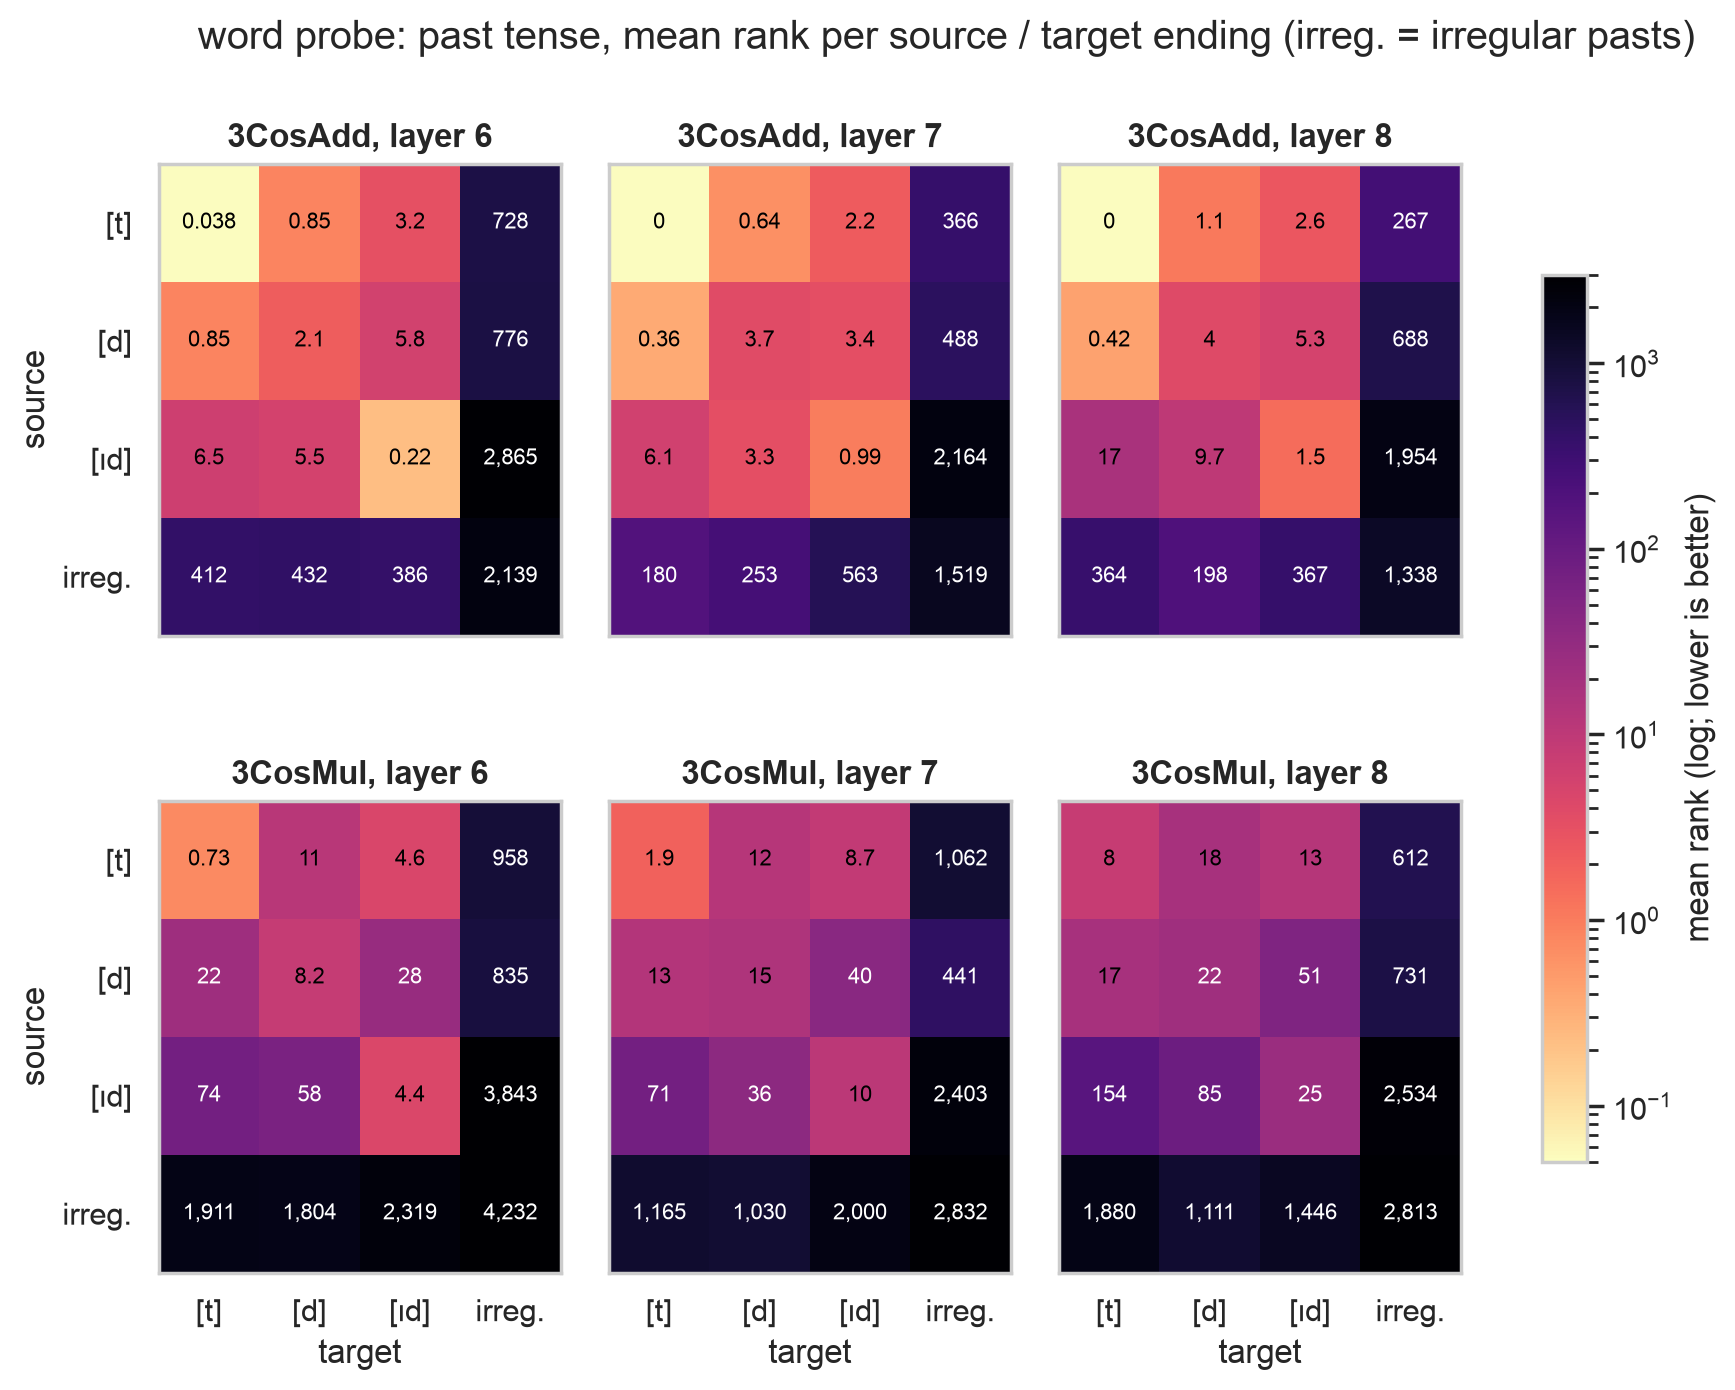 word probe: past tense, mean rank per source / target ending (irreg. = irregular pasts)
3CosAdd, layer 6
3CosAdd, layer 7
3CosAdd, layer 8
source
[t] 0.038 0.85 3.2 728 0 0.64 2.2 366 0 1.1 2.6 267
[d] 0.85 2.1 5.8 776 0.36 3.7 3.4 488 0.42 4 5.3 688
[ıd] 6.5 5.5 0.22 2,865 6.1 3.3 0.99 2,164 17 9.7 1.5 1,954
irreg. 412 432 386 2,139 180 253 563 1,519 364 198 367 1,338
3CosMul, layer 6
3CosMul, layer 7
3CosMul, layer 8
source
[t] 0.73 11 4.6 958 1.9 12 8.7 1,062 8 18 13 612
[d] 22 8.2 28 835 13 15 40 441 17 22 51 731
[ıd] 74 58 4.4 3,843 71 36 10 2,403 154 85 25 2,534
irreg. 1,911 1,804 2,319 4,232 1,165 1,030 2,000 2,832 1,880 1,111 1,446 2,813
[t] [d] [ıd] irreg. [t] [d] [ıd] irreg. [t] [d] [ıd] irreg.
target
target
target
10³
10²
10¹
10⁰
10⁻¹
mean rank (log; lower is better)